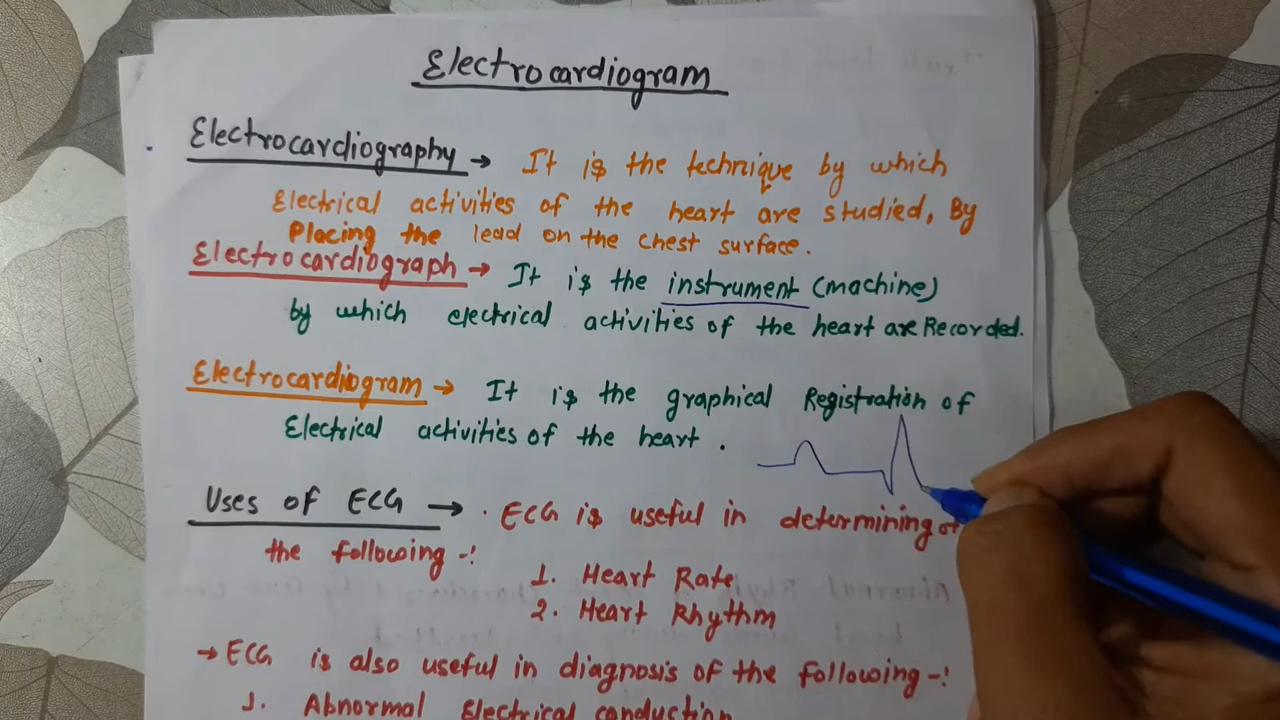 Electrocardiogram
Electrocardiography → It is the technique by which
Electrical activities of the heart are studied, By
Placing the lead on the chest surface.
Electrocardiograph → It is the instrument (machine)
by which electrical activities of the heart are Recorded.
Electrocardiogram → It is the graphical Registration of
Electrical activities of the heart.
Uses of ECG → . ECG is useful in determining of
the following -:
1. Heart Rate
2. Heart Rhythm
→ ECG is also useful in diagnosis of the following -:
1. Abnormal Electrical conduction